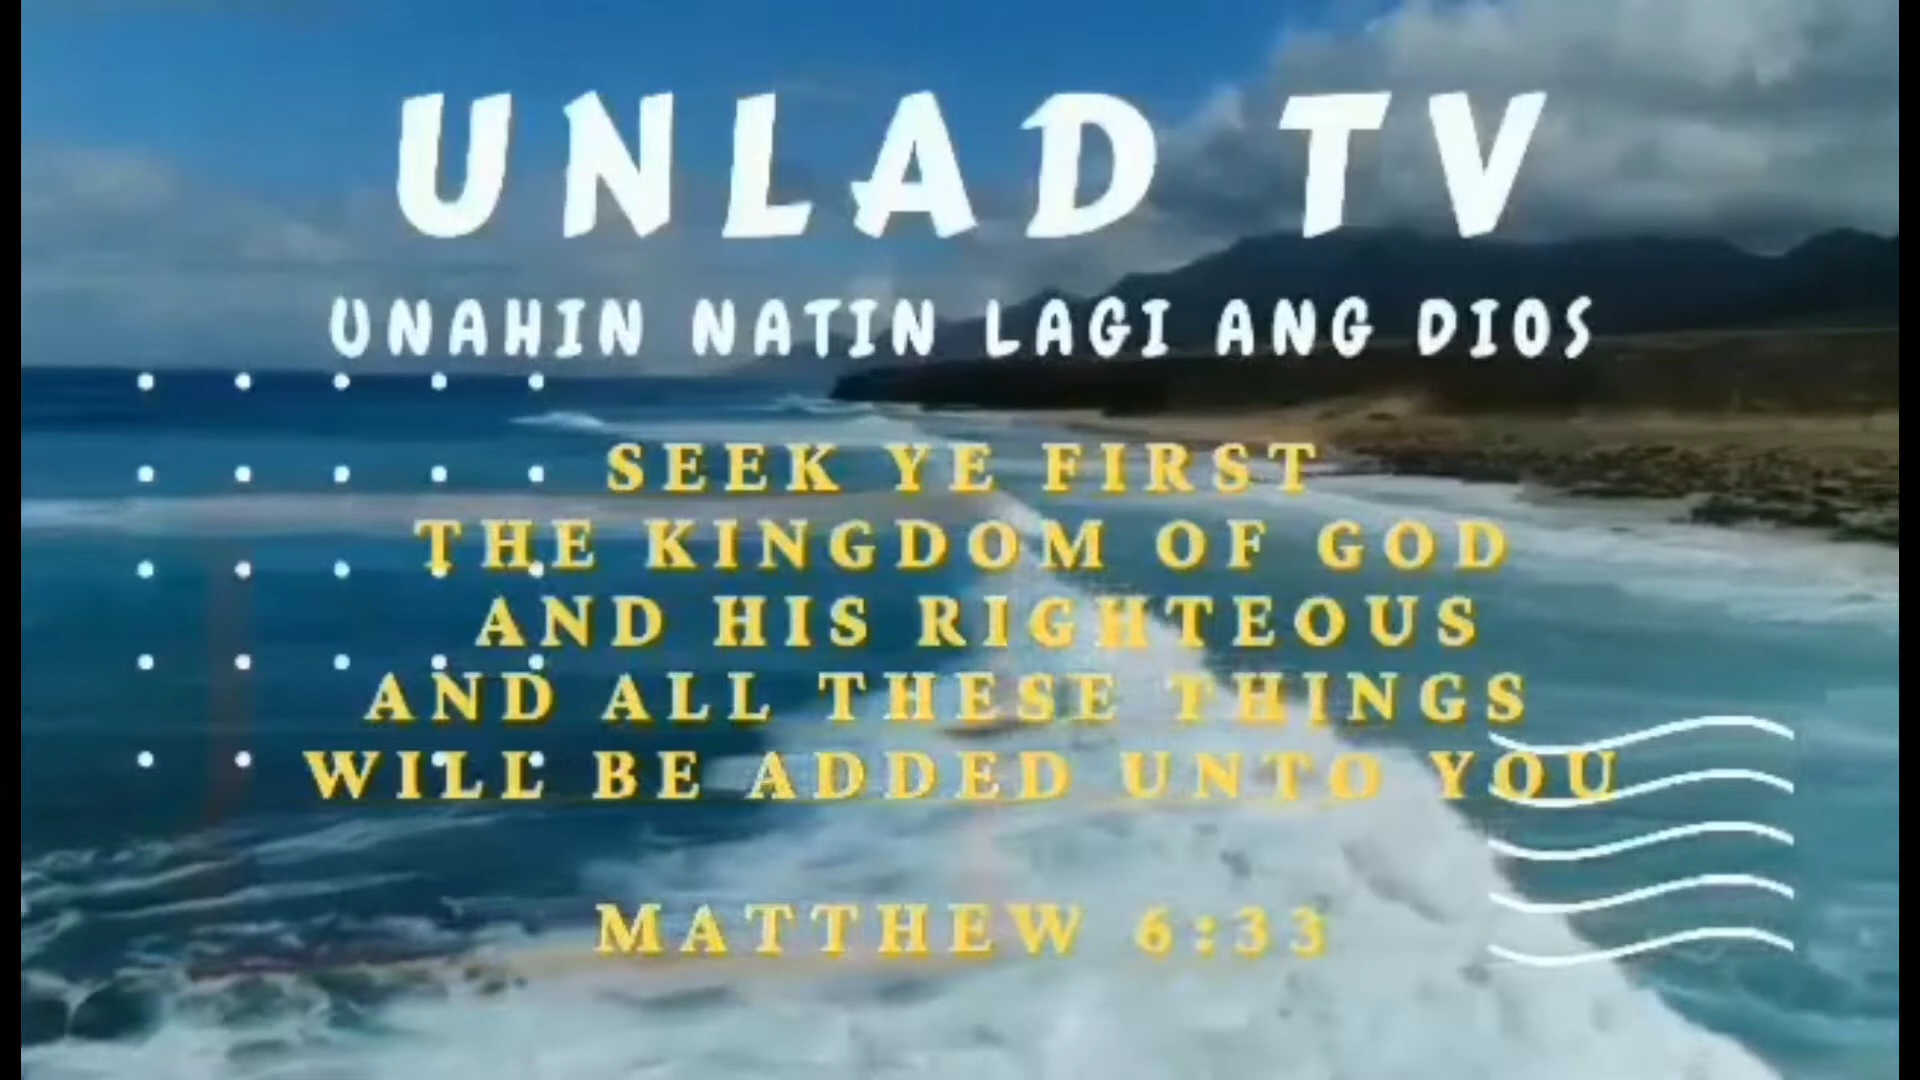 UNLAD TV
UNAHIN NATIN LAGI ANG DIOS
SEEK YE FIRST
THE KINGDOM OF GOD
AND HIS RIGHTEOUS
AND ALL THESE THINGS
WILL BE ADDED UNTO YOU
MATTHEW 6:33